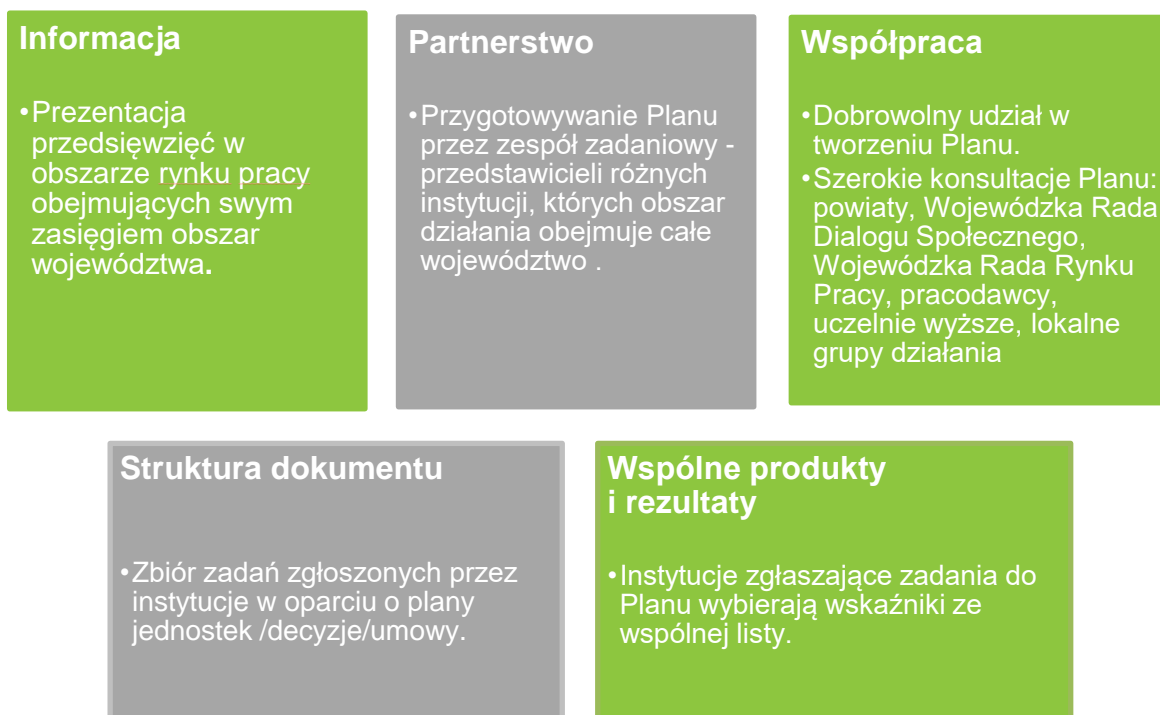 Informacja
•Prezentacja
przedsięwzięć w
obszarze rynku pracy
obejmujących swym
zasięgiem obszar
województwa.
Partnerstwo
•Przygotowywanie Planu
przez zespół zadaniowy -
przedstawicieli różnych
instytucji, których obszar
działania obejmuje całe
województwo .
Współpraca
•Dobrowolny udział w
tworzeniu Planu.
•Szerokie konsultacje Planu:
powiaty, Wojewódzka Rada
Dialogu Społecznego,
Wojewódzka Rada Rynku
Pracy, pracodawcy,
uczelnie wyższe, lokalne
grupy działania
Struktura dokumentu
•Zbiór zadań zgłoszonych przez
instytucje w oparciu o plany
jednostek /decyzje/umowy.
Wspólne produkty
i rezultaty
•Instytucje zgłaszające zadania do
Planu wybierają wskaźniki ze
wspólnej listy.